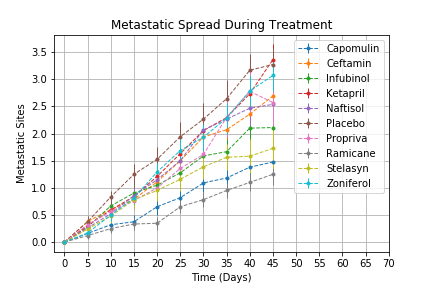 Metastatic Spread During Treatment
Metastatic Sites
3.5
3.0
2.5
2.0
1.5
1.0
0.5
0.0
Capomulin
Ceftamin
Infubinol
Ketapril
Naftisol
Placebo
Propriva
Ramicane
Stelasyn
Zoniferol
0 5 10 15 20 25 30 35 40 45 50 55 60 65 70
Time (Days)